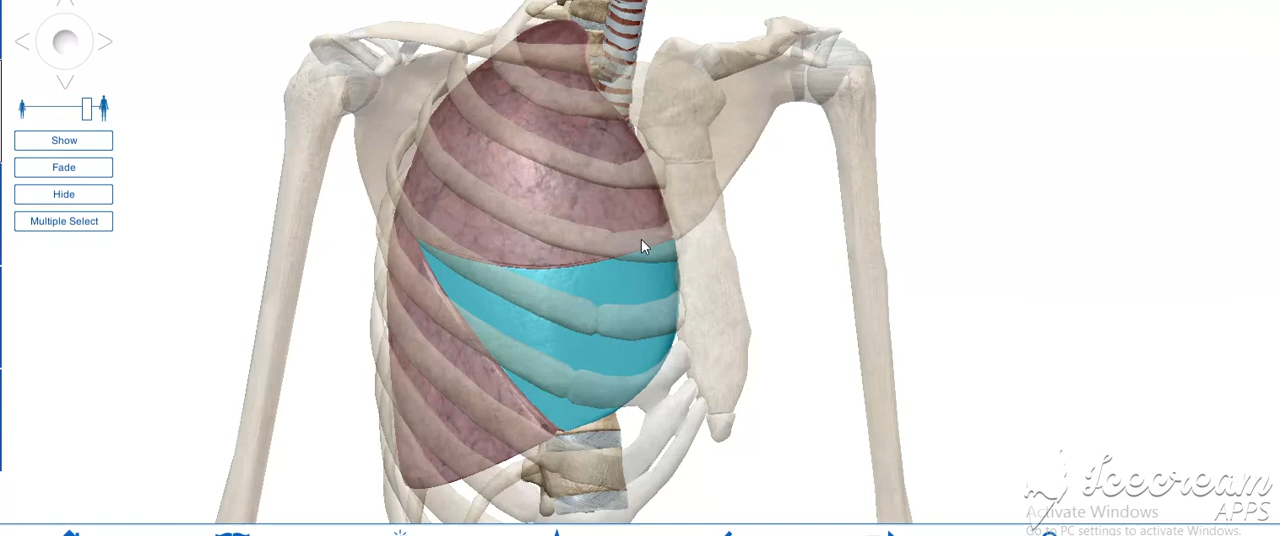 Show
Fade
Hide
Multiple Select
Icecream
APPS
Activate Windows
Go to PC settings to activate Windows.